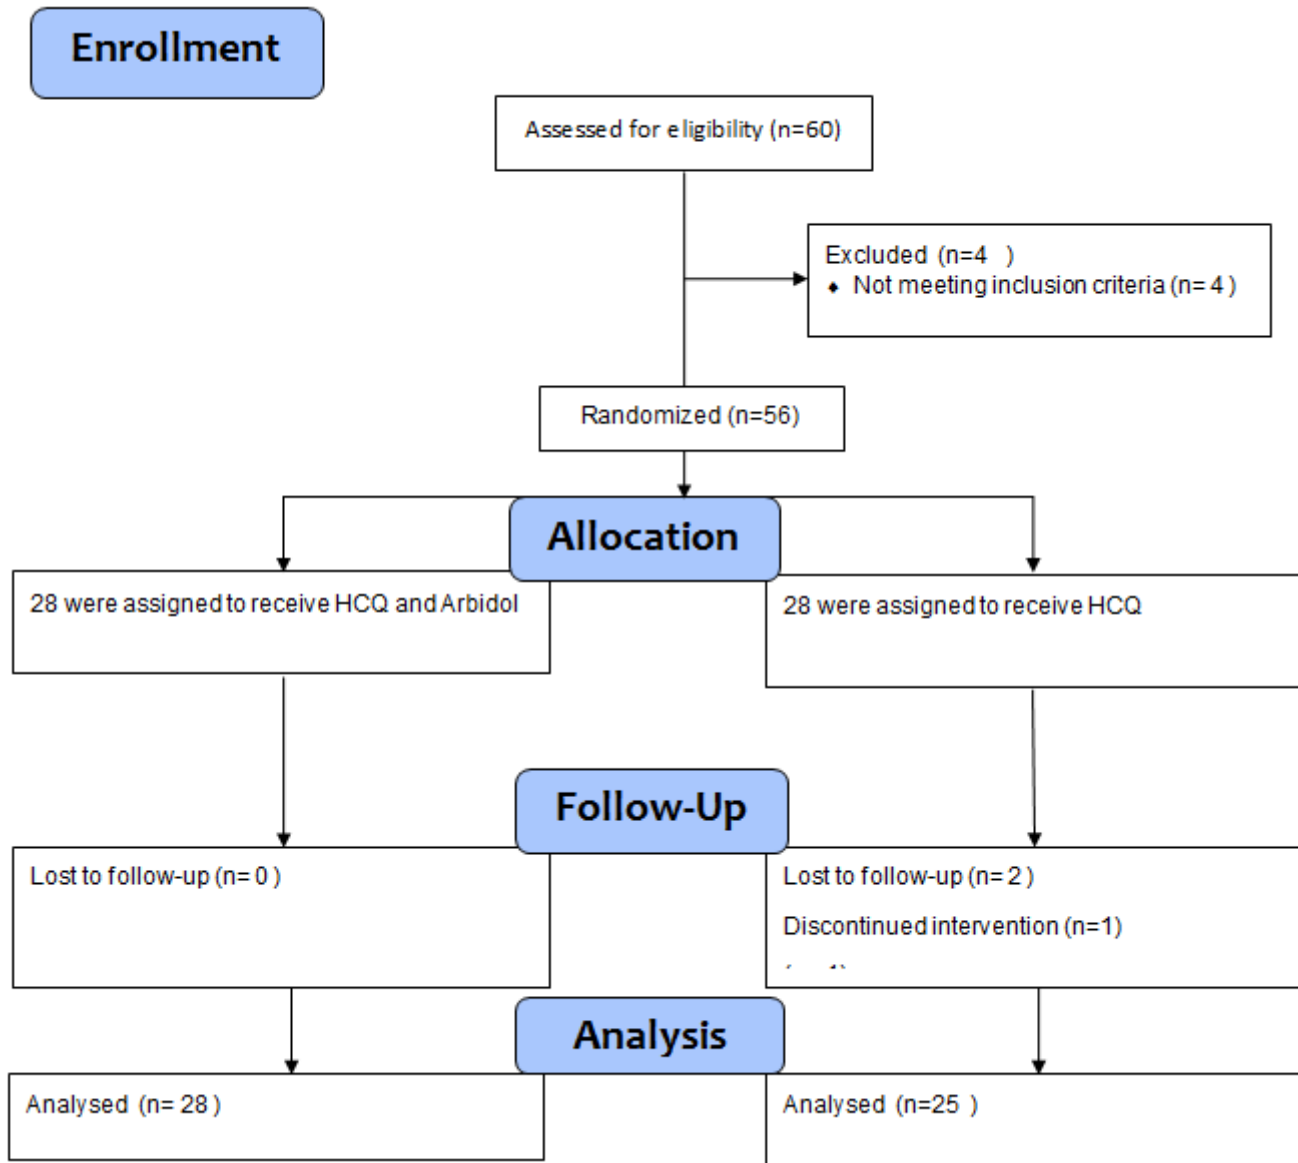 Enrollment
Assessed for eligibility (n=60)
Excluded (n=4 )
♦ Not meeting inclusion criteria (n= 4 )
Randomized (n=56)
Allocation
28 were assigned to receive HCQ and Arbidol
28 were assigned to receive HCQ
Follow-Up
Lost to follow-up (n= 0 )
Lost to follow-up (n= 2 )
Discontinued intervention (n=1)
Analysis
Analysed (n= 28 )
Analysed (n=25 )